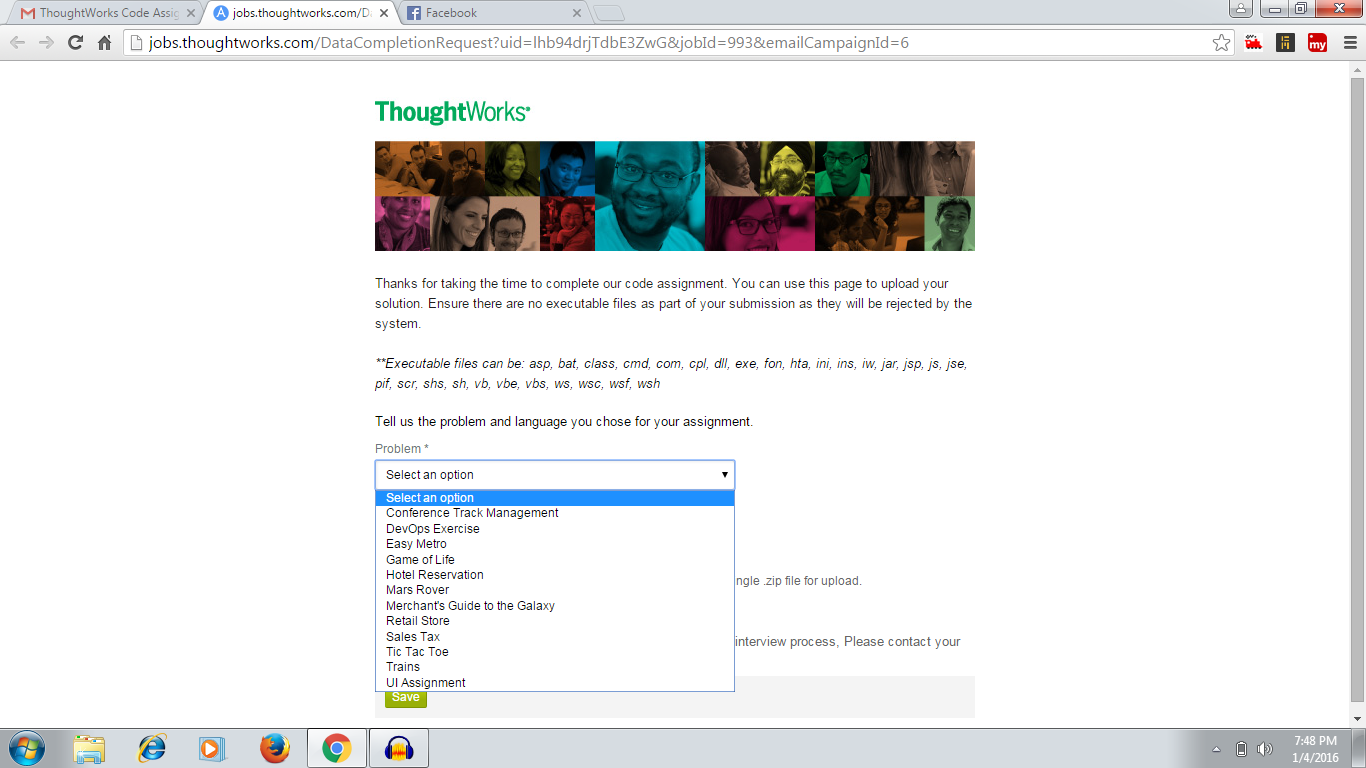 ThoughtWorks Code Assig
jobs.thoughtworks.com/Da
Facebook
jobs.thoughtworks.com/DataCompletionRequest?uid=lhb94drjTdbE3ZwG&jobId=993&emailCampaignId=6
my
ThoughtWorks
Thanks for taking the time to complete our code assignment. You can use this page to upload your
solution. Ensure there are no executable files as part of your submission as they will be rejected by the
system.
**Executable files can be: asp, bat, class, cmd, com, cpl, dll, exe, fon, hta, ini, ins, iw, jar, jsp, js, jse,
pif, scr, shs, sh, vb, vbe, vbs, ws, wsc, wsf, wsh
Tell us the problem and language you chose for your assignment.
Problem *
Select an option
Select an option
Conference Track Management
DevOps Exercise
Easy Metro
Game of Life
Hotel Reservation
ngle .zip file for upload.
Mars Rover
Merchant's Guide to the Galaxy
Retail Store
Sales Tax
interview process, Please contact your
Tic Tac Toe
Trains
UI Assignment
Save
7:48 PM
1/4/2016